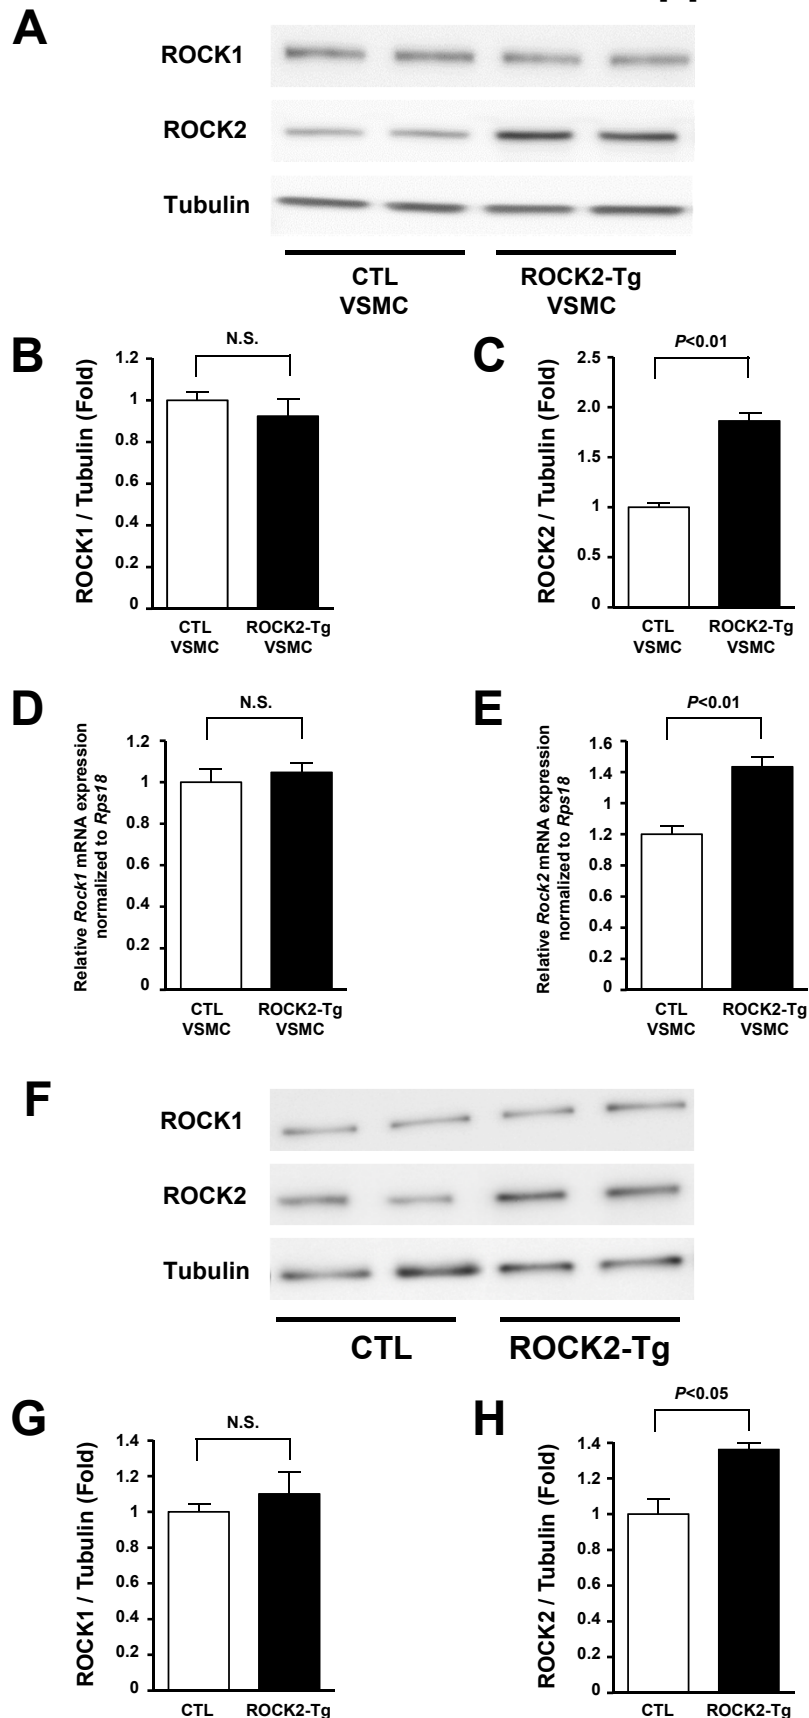 A
ROCK1
ROCK2
Tubulin
CTL
VSMC
ROCK2-Tg
VSMC
B
N.S.
ROCK1 / Tubulin (Fold)
1.2
1
0.8
0.6
0.4
0.2
0
CTL
VSMC
ROCK2-Tg
VSMC
C
P<0.01
ROCK2 / Tubulin (Fold)
2.5
2.0
1.5
1
0.5
0
CTL
VSMC
ROCK2-Tg
VSMC
D
N.S.
Relative Rock1 mRNA expression
normalized to Rps18
1.2
1
0.8
0.6
0.4
0.2
0
CTL
VSMC
ROCK2-Tg
VSMC
E
P<0.01
Relative Rock2 mRNA expression
normalized to Rps18
1.6
1.4
1
1.2
0.8
0.6
0.4
0.2
0
CTL
VSMC
ROCK2-Tg
VSMC
F
ROCK1
ROCK2
Tubulin
CTL
ROCK2-Tg
G
N.S.
ROCK1 / Tubulin (Fold)
1.4
1.2
1
0.8
0.6
0.4
0.2
0
CTL
ROCK2-Tg
H
P<0.05
ROCK2 / Tubulin (Fold)
1.4
1.2
1
0.8
0.6
0.4
0.2
0
CTL
ROCK2-Tg